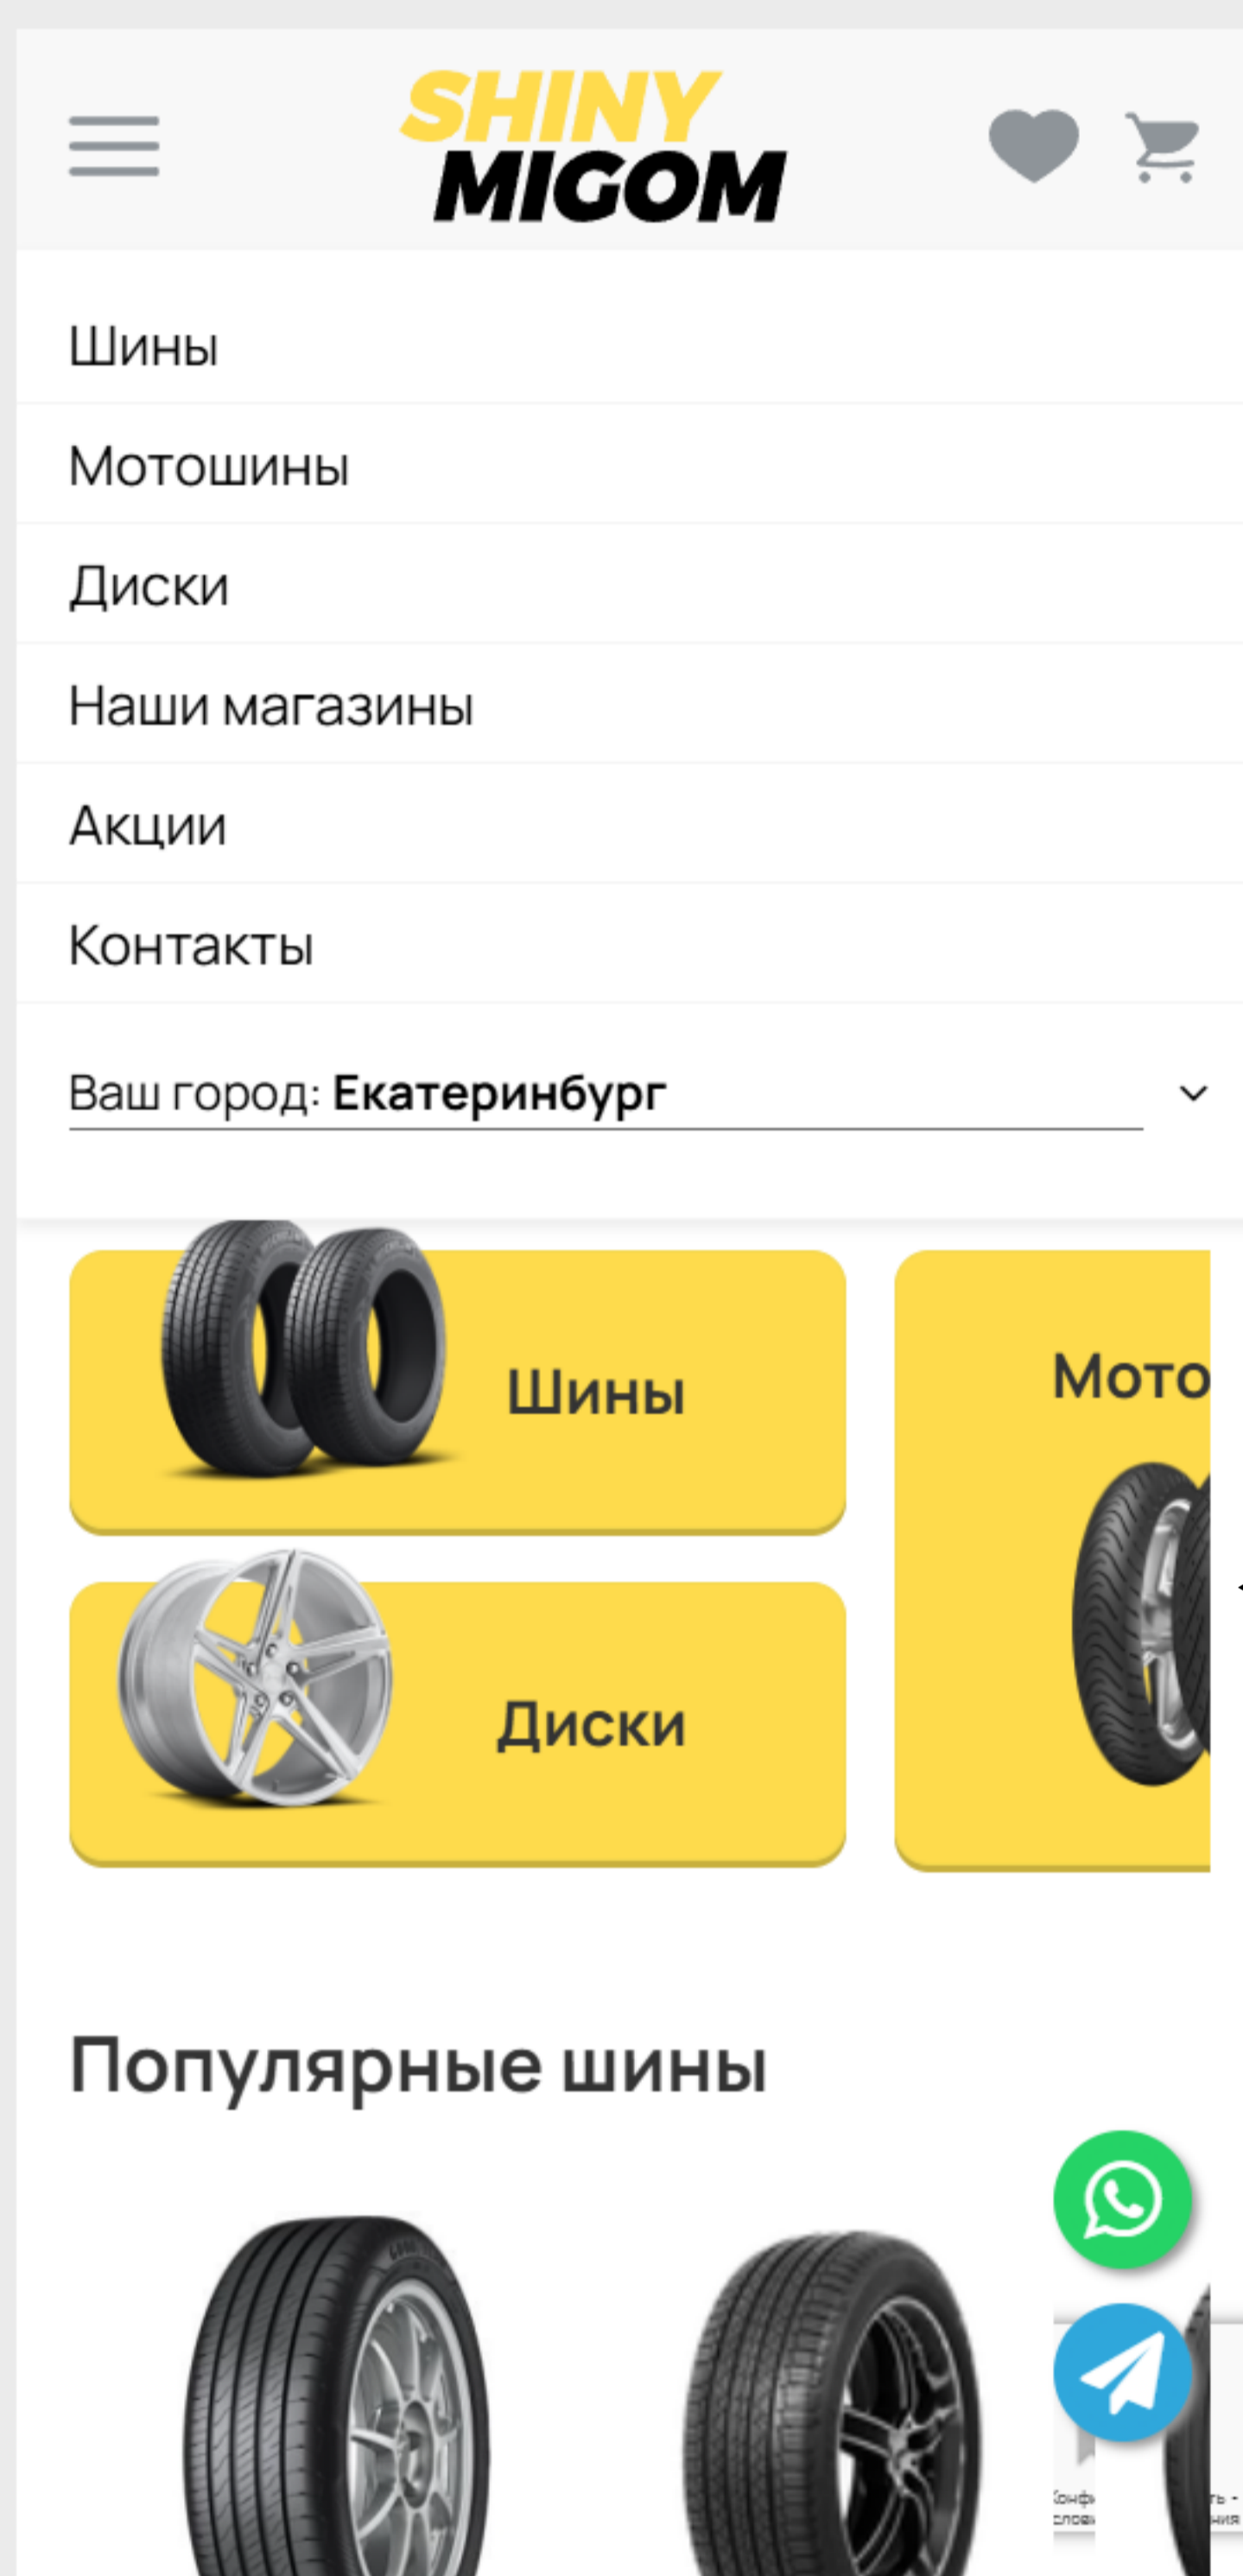 SHINY
MIGOM
Шины
Мотошины
Диски
Наши магазины
Акции
Контакты
Ваш город: Екатеринбург
Шины
Мото
Диски
Популярные шины